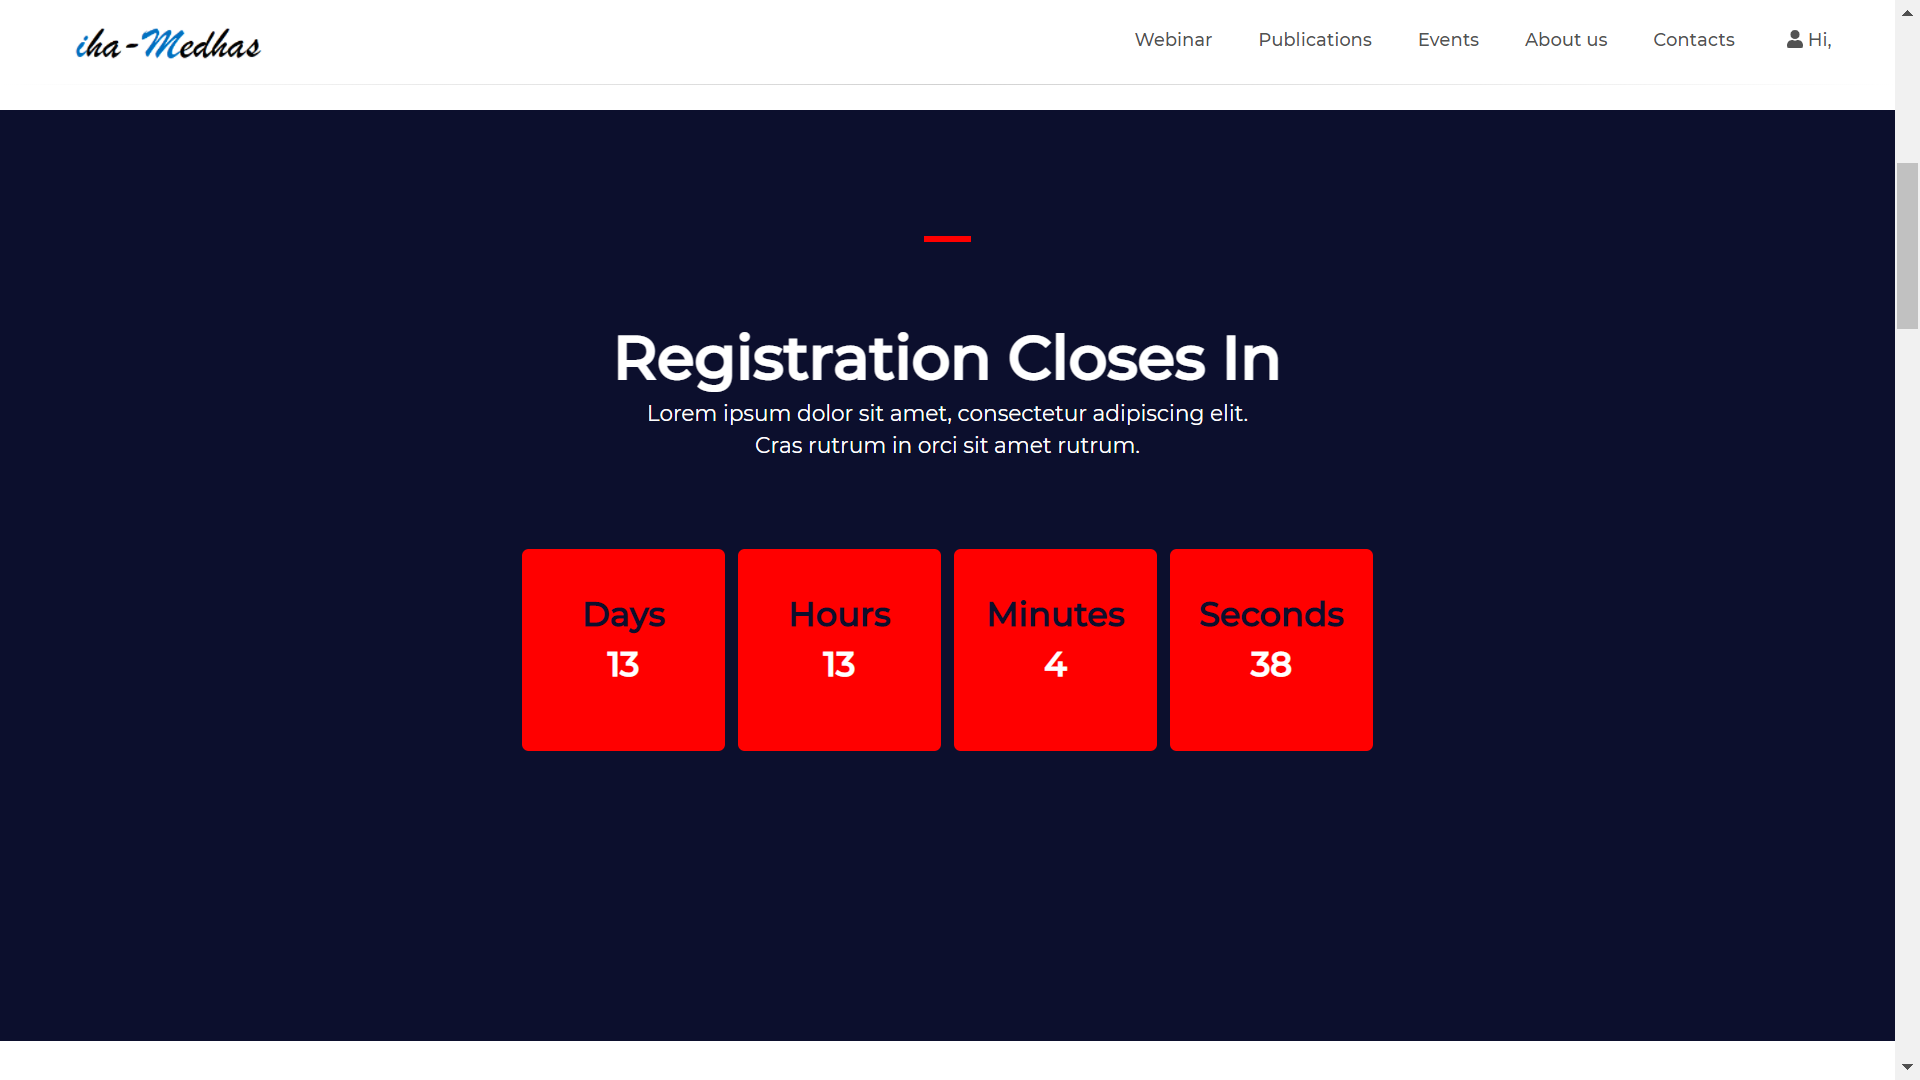 iha-Medhas
Webinar
Publications
Events
About us
Contacts
Hi,
Registration Closes In
Lorem ipsum dolor sit amet, consectetur adipiscing elit.
Cras rutrum in orci sit amet rutrum.
Days
13
Hours
13
Minutes
4
Seconds
38